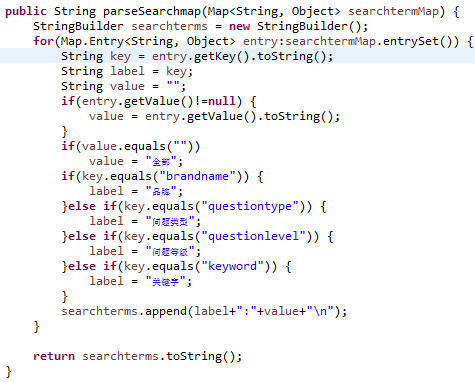 public String parseSearchmap(Map<String, Object> searchtermMap) {
    StringBuilder searchterms = new StringBuilder();
    for(Map.Entry<String, Object> entry:searchtermMap.entrySet()) {
        String key = entry.getKey().toString();
        String label = key;
        String value = "";
        if(entry.getValue()!=null) {
            value = entry.getValue().toString();
        }
        if(value.equals(""))
            value = "全部";
        if(key.equals("brandname")) {
            label = "品牌";
        }else if(key.equals("questiontype")) {
            label = "问题类型";
        }else if(key.equals("questionlevel")) {
            label = "问题等级";
        }else if(key.equals("keyword")) {
            label = "关键字";
        }
        searchterms.append(label+":"+value+"\n");
    }

    return searchterms.toString();
}